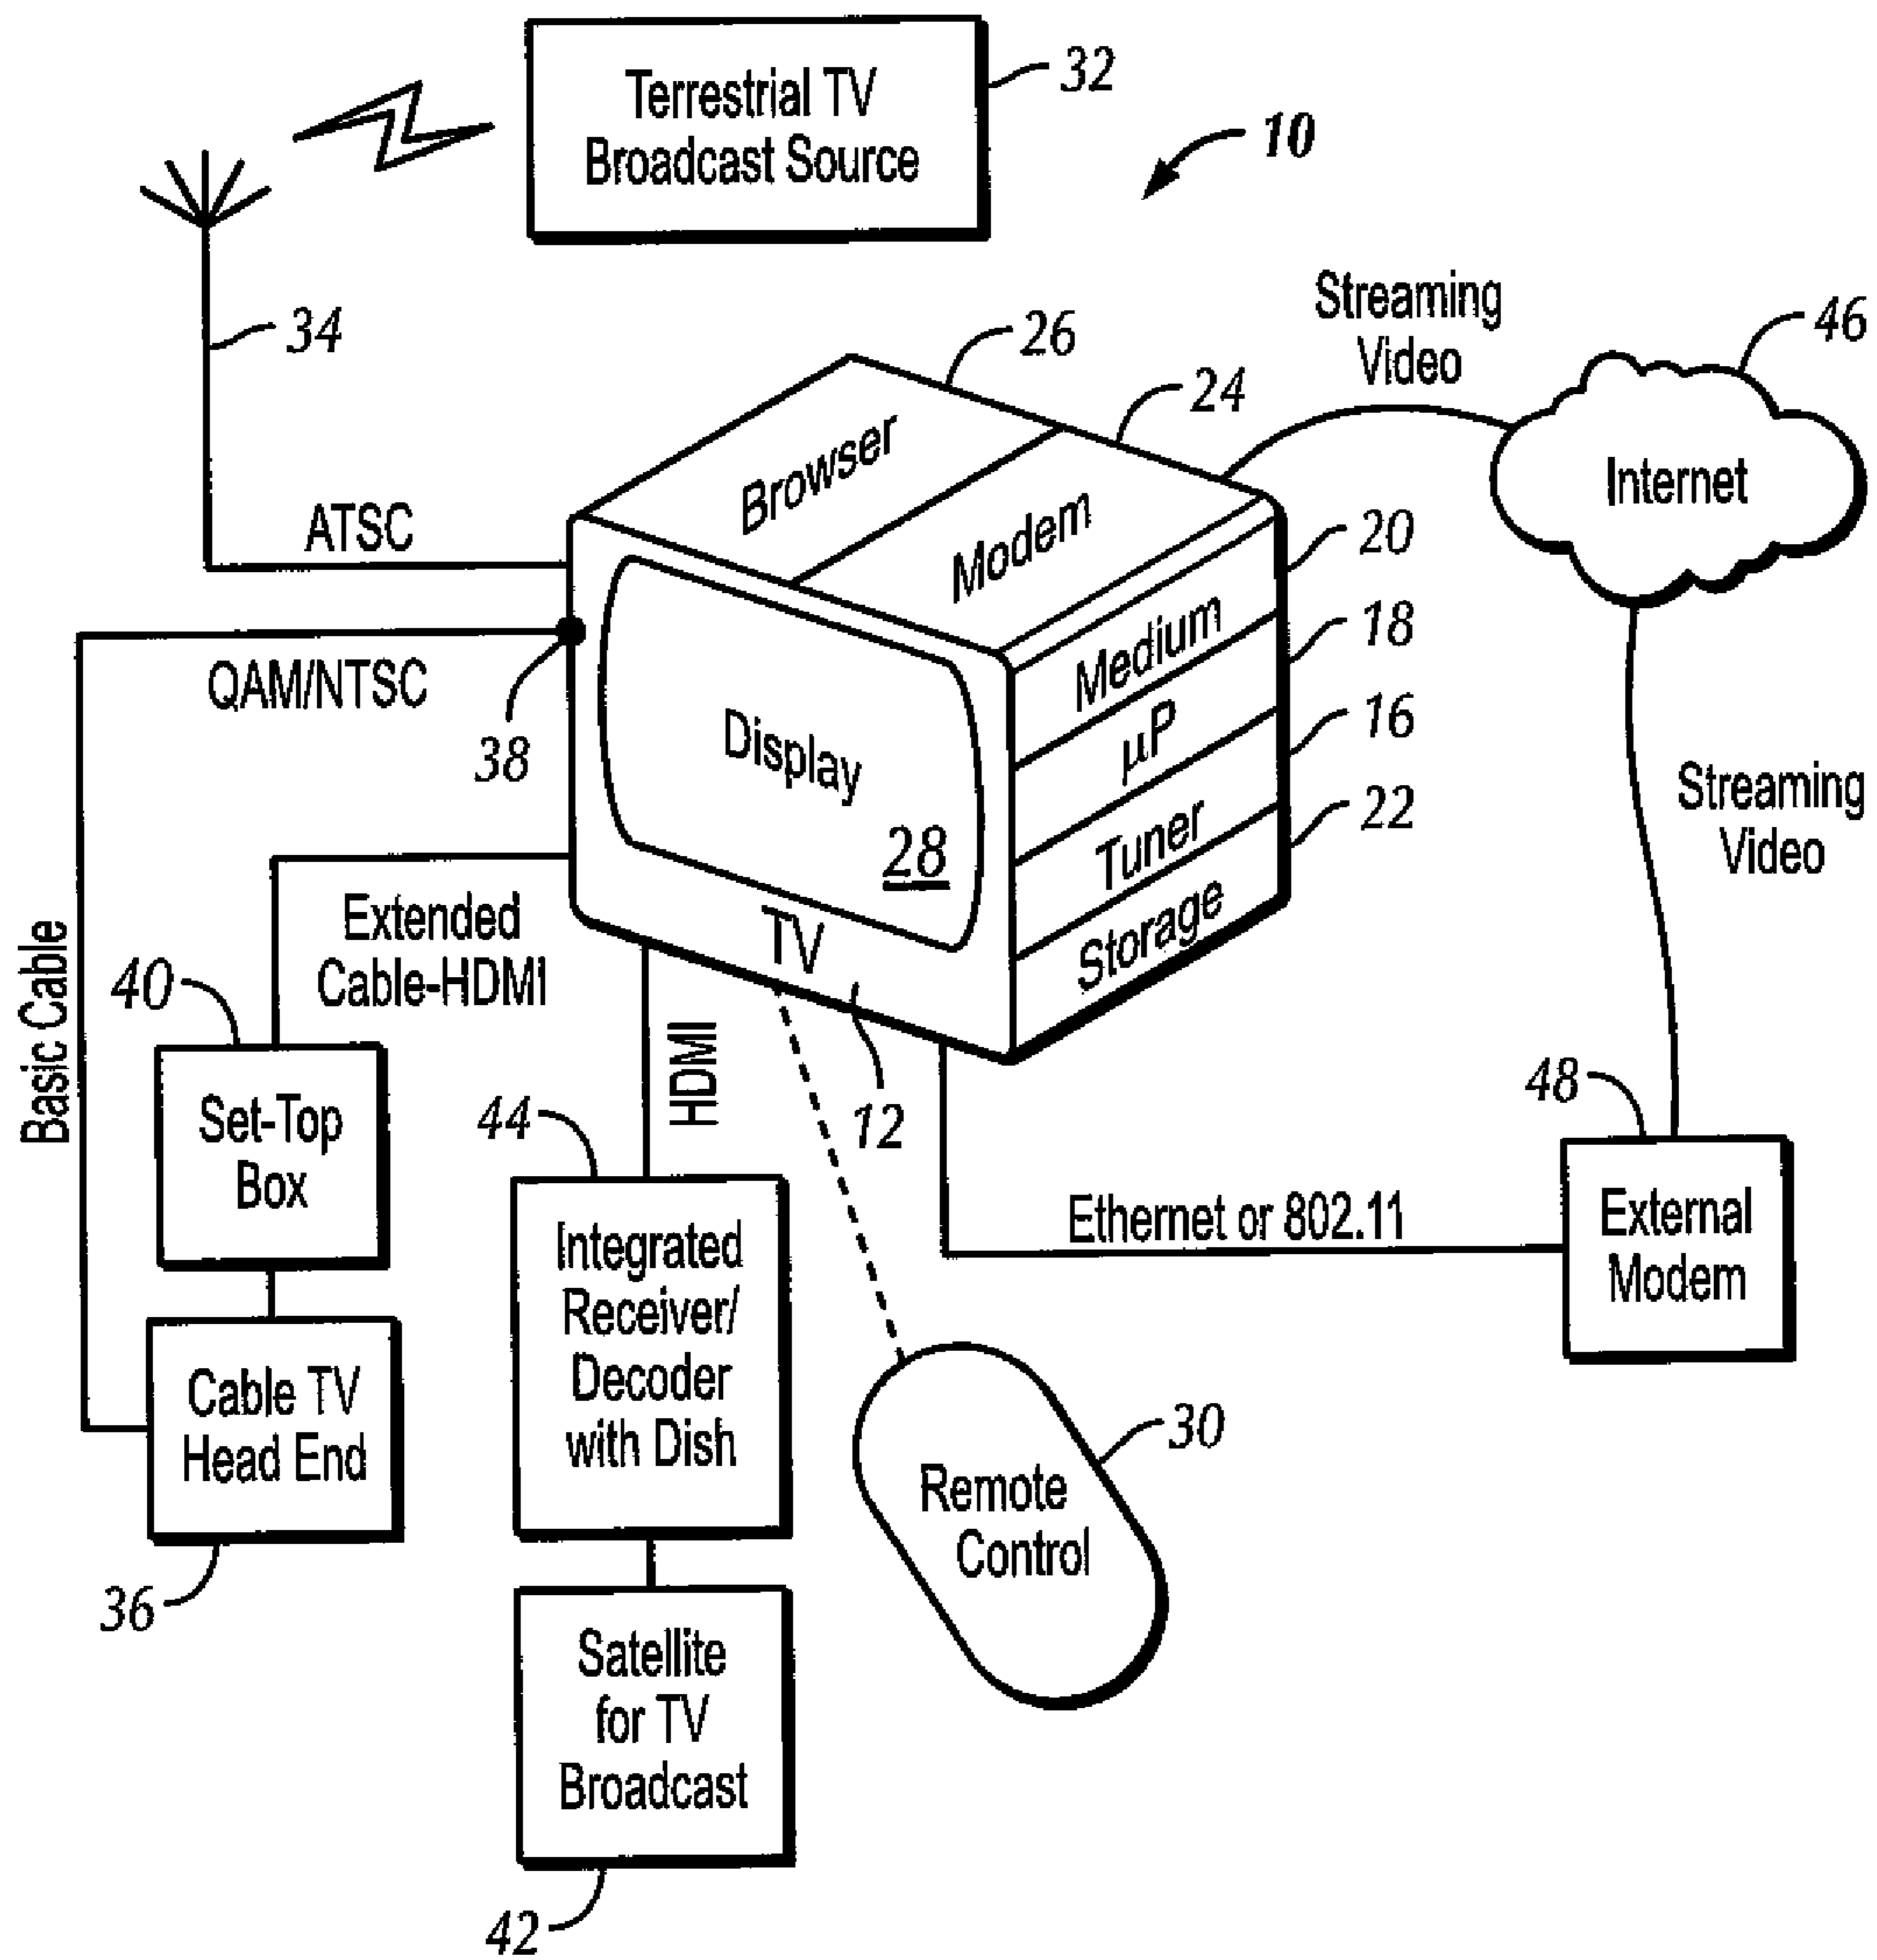 Terrestrial TV
Broadcast Source
32
10
34
ATSC
26
24
Streaming
Video
46
Internet
Browser
Modem
20
18
16
22
Medium
µP
Tuner
Storage
QAM/NTSC
38
Display
28
TV
12
Streaming
Video
Basic Cable
Extended
Cable-HDMI
40
Set-Top
Box
HDMI
44
Integrated
Receiver/
Decoder
with Dish
Ethernet or 802.11
48
External
Modem
Cable TV
Head End
36
30
Remote
Control
Satellite
for TV
Broadcast
42